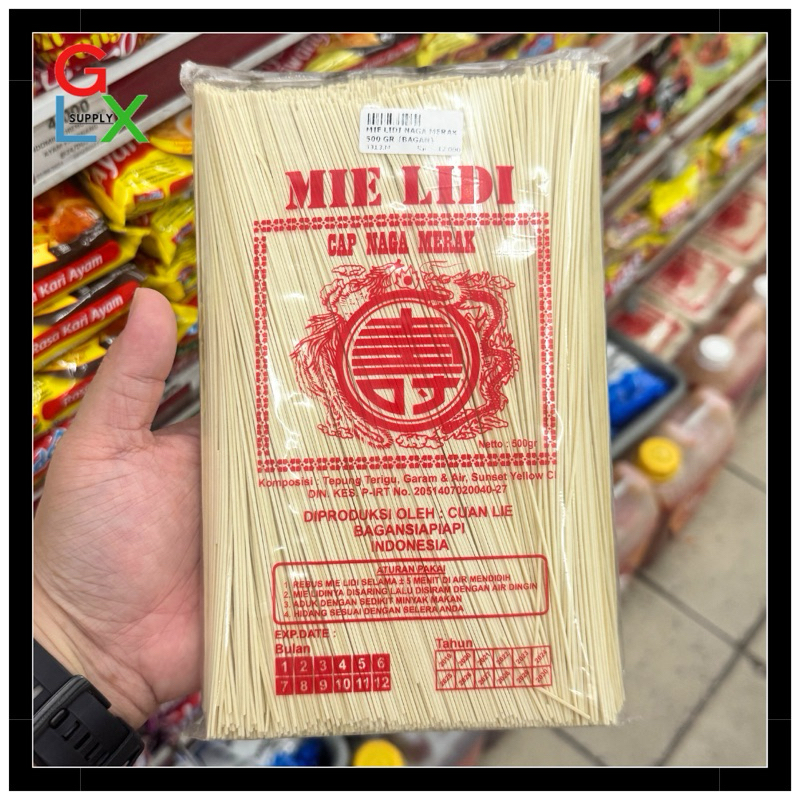 GLX
SUPPLY
MIE LIDI NAGA MERAK
500 GR (BAGAN)
MIE LIDI
CAP NAGA MERAK
壽
Netto : 500gr
Komposisi : Tepung Terigu, Garam & Air, Sunset Yellow CI
DIN. KES. P-IRT No. 2051407020040-27
DIPRODUKSI OLEH : CUAN LIE
BAGANSIAPIAPI
INDONESIA
ATURAN PAKAI
1. REBUS MIE LIDI SELAMA ± 5 MENIT DI AIR MENDIDIH
2. MIE LIDINYA DISARING LALU DISIRAM DENGAN AIR DINGIN
3. ADUK DENGAN SEDIKIT MINYAK MAKAN
4. HIDANG SESUAI DENGAN SELERA ANDA
EXP.DATE :
Bulan
Tahun
1 2 3 4 5 6
7 8 9 10 11 12
Kari Ayam
Rasa Kari Ayam